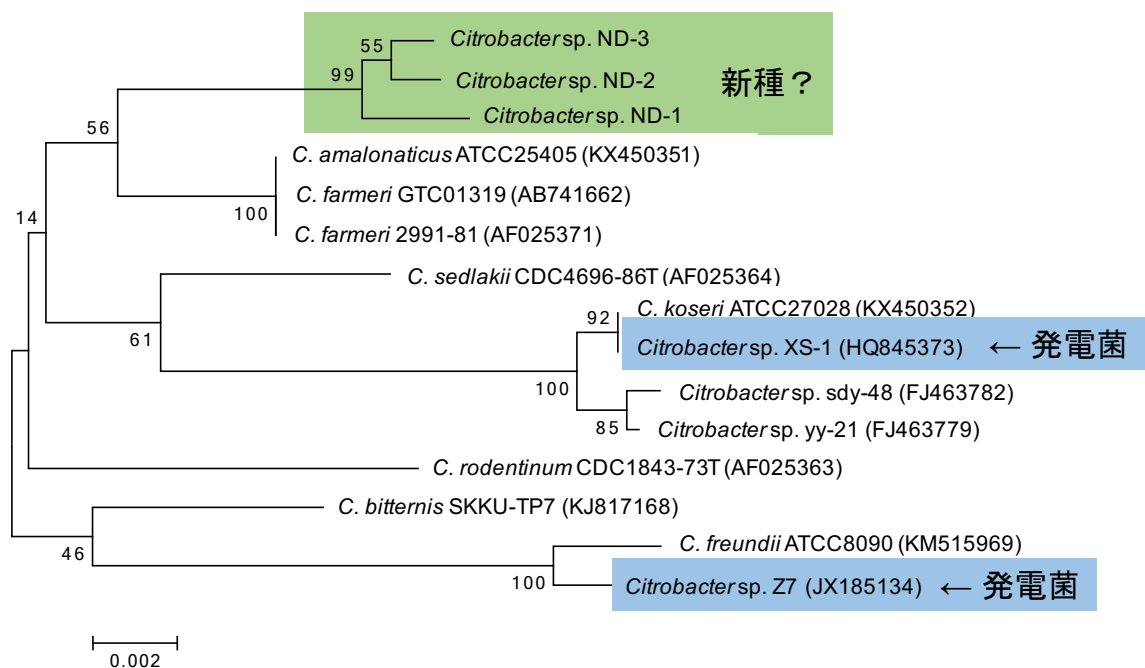 Citrobacter sp. ND-3
55
Citrobacter sp. ND-2
99
新種？
Citrobacter sp. ND-1
56
C. amalonaticus ATCC25405 (KX450351)
C. farmeri GTC01319 (AB741662)
100
14
C. farmeri 2991-81 (AF025371)
C. sedlakii CDC4696-86T (AF025364)
C. koseri ATCC27028 (KX450352)
92
61
Citrobacter sp. XS-1 (HQ845373) ← 発電菌
100
Citrobacter sp. sdy-48 (FJ463782)
85
Citrobacter sp. yy-21 (FJ463779)
C. rodentinum CDC1843-73T (AF025363)
C. bitternis SKKU-TP7 (KJ817168)
46
C. freundii ATCC8090 (KM515969)
100
Citrobacter sp. Z7 (JX185134) ← 発電菌
0.002